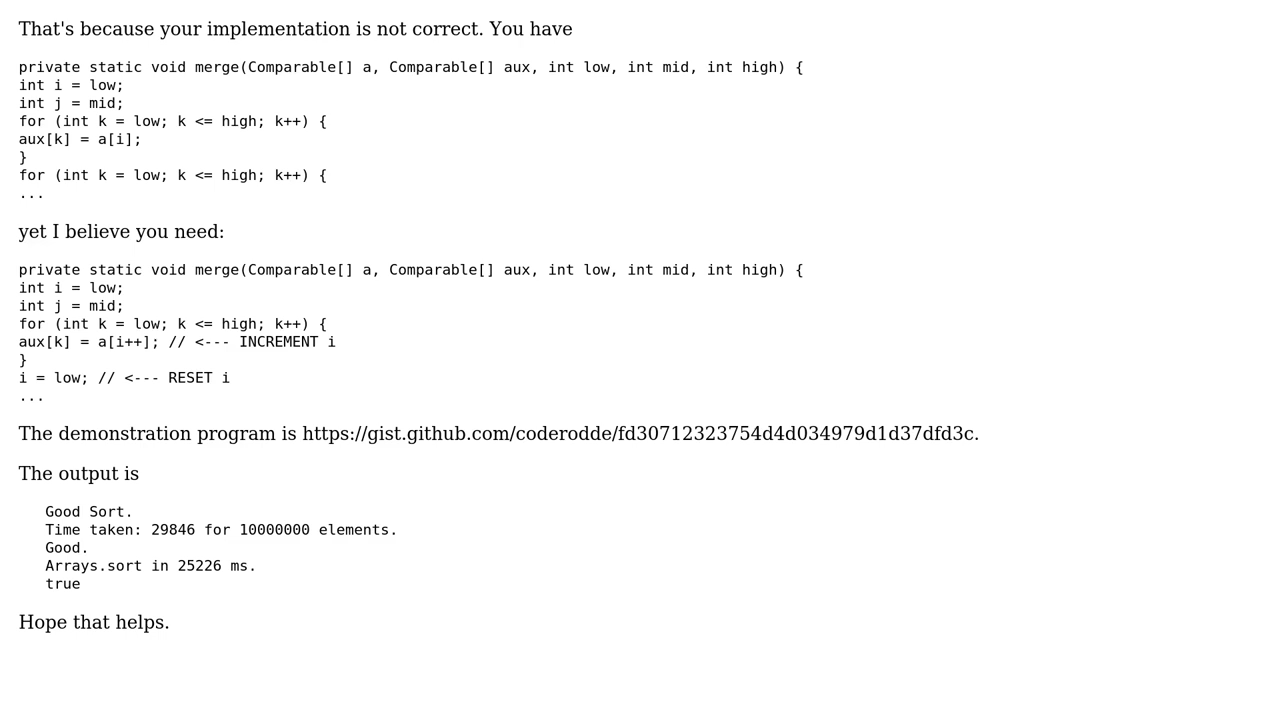 That's because your implementation is not correct. You have
private static void merge(Comparable[] a, Comparable[] aux, int low, int mid, int high) {
int i = low;
int j = mid;
for (int k = low; k <= high; k++) {
aux[k] = a[i];
}
for (int k = low; k <= high; k++) {
...
yet I believe you need:
private static void merge(Comparable[] a, Comparable[] aux, int low, int mid, int high) {
int i = low;
int j = mid;
for (int k = low; k <= high; k++) {
aux[k] = a[i++]; // <--- INCREMENT i
}
i = low; // <--- RESET i
...
The demonstration program is https://gist.github.com/coderodde/fd30712323754d4d034979d1d37dfd3c.
The output is
Good Sort.
Time taken: 29846 for 10000000 elements.
Good.
Arrays.sort in 25226 ms.
true
Hope that helps.